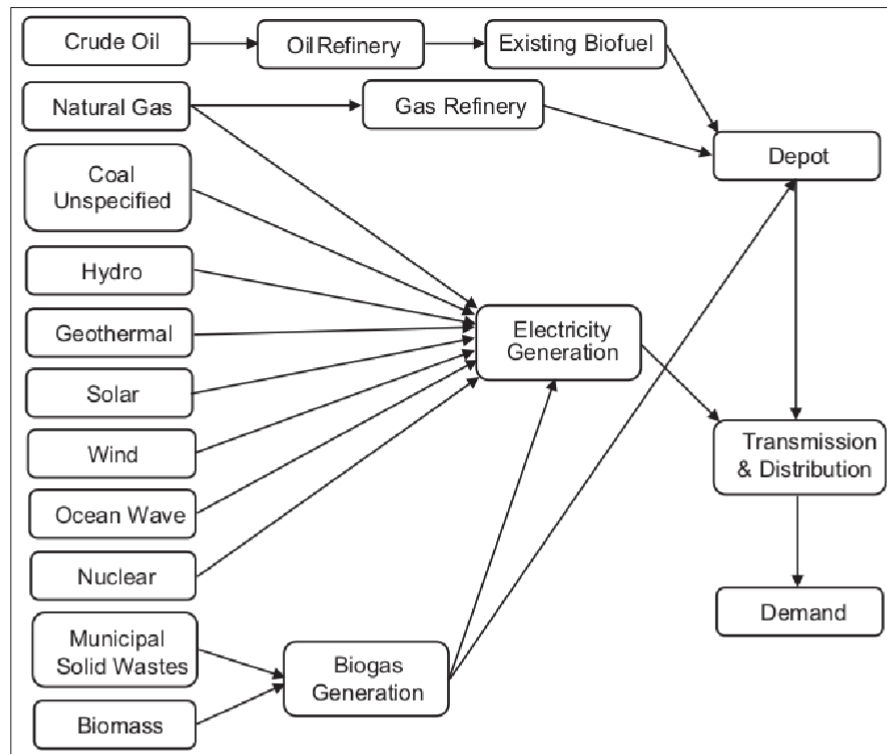 Crude Oil
Oil Refinery
Existing Biofuel
Natural Gas
Gas Refinery
Depot
Coal
Unspecified
Hydro
Geothermal
Electricity
Generation
Solar
Wind
Transmission
& Distribution
Ocean Wave
Nuclear
Demand
Municipal
Solid Wastes
Biogas
Generation
Biomass